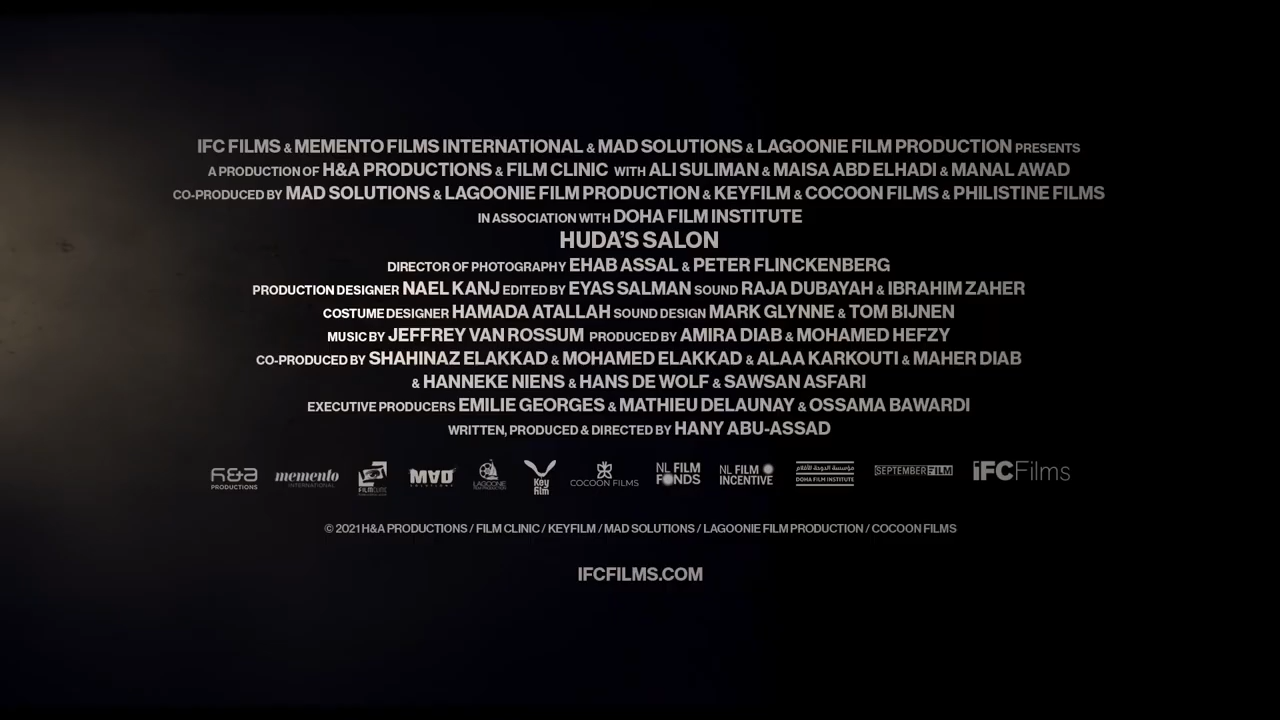 IFC FILMS & MEMENTO FILMS INTERNATIONAL & MAD SOLUTIONS & LAGOONIE FILM PRODUCTION PRESENTS
A PRODUCTION OF H&A PRODUCTIONS & FILM CLINIC WITH ALI SULIMAN & MAISA ABD ELHADI & MANAL AWAD
CO-PRODUCED BY MAD SOLUTIONS & LAGOONIE FILM PRODUCTION & KEYFILM & COCOON FILMS & PHILISTINE FILMS
IN ASSOCIATION WITH DOHA FILM INSTITUTE
HUDA'S SALON
DIRECTOR OF PHOTOGRAPHY EHAB ASSAL & PETER FLINCKENBERG
PRODUCTION DESIGNER NAEL KANJ EDITED BY EYAS SALMAN SOUND RAJA DUBAYAH & IBRAHIM ZAHER
COSTUME DESIGNER HAMADA ATALLAH SOUND DESIGN MARK GLYNNE & TOM BIJNEN
MUSIC BY JEFFREY VAN ROSSUM PRODUCED BY AMIRA DIAB & MOHAMED HEFZY
CO-PRODUCED BY SHAHINAZ ELAKKAD & MOHAMED ELAKKAD & ALAA KARKOUTI & MAHER DIAB
& HANNEKE NIENS & HANS DE WOLF & SAWSAN ASFARI
EXECUTIVE PRODUCERS EMILIE GEORGES & MATHIEU DELAUNAY & OSSAMA BAWARDI
WRITTEN, PRODUCED & DIRECTED BY HANY ABU-ASSAD
H&A PRODUCTIONS
memento INTERNATIONAL
FILM CLINIC
MAD SOLUTIONS
LAGOONIE FILM PRODUCTION
Key film
COCOON FILMS
NL FILM FONDS
NL FILM INCENTIVE
مؤسسة الدوحة للأفلام
DOHA FILM INSTITUTE
SEPTEMBER FILM
IFC Films
© 2021 H&A PRODUCTIONS / FILM CLINIC / KEYFILM / MAD SOLUTIONS / LAGOONIE FILM PRODUCTION / COCOON FILMS
IFCFILMS.COM